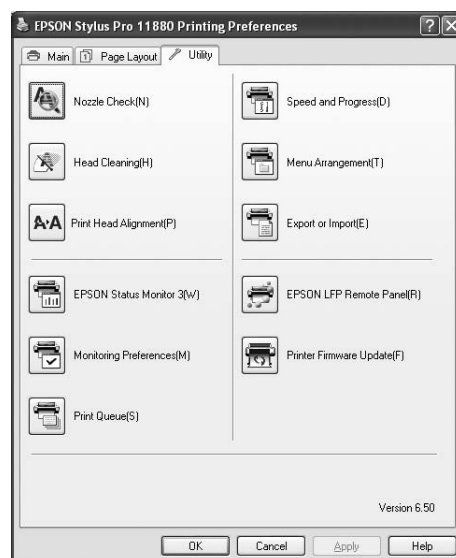 EPSON Stylus Pro 11880 Printing Preferences
Main
Page Layout
Utility
Nozzle Check(N)
Speed and Progress(D)
Head Cleaning(H)
Menu Arrangement(T)
Print Head Alignment(P)
Export or Import(E)
EPSON Status Monitor 3(W)
EPSON LFP Remote Panel(R)
Monitoring Preferences(M)
Printer Firmware Update(F)
Print Queue(S)
Version 6.50
OK
Cancel
Apply
Help